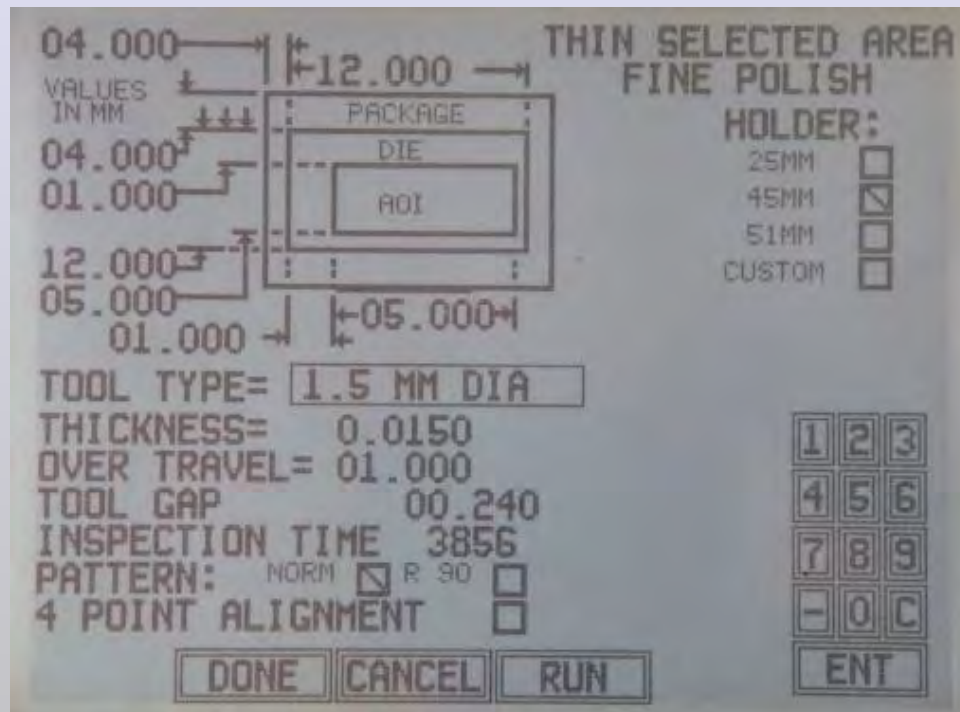 04.000
12.000
THIN SELECTED AREA
FINE POLISH
VALUES
IN MM
PACKAGE
HOLDER:
04.000
DIE
25MM
01.000
AOI
45MM
51MM
12.000
CUSTOM
05.000
05.000
01.000
TOOL TYPE= 1.5 MM DIA
THICKNESS= 0.0150
OVER TRAVEL= 01.000
TOOL GAP 00.240
INSPECTION TIME 3856
PATTERN: NORM R 90
4 POINT ALIGNMENT
1 2 3
4 5 6
7 8 9
- 0 C
DONE CANCEL RUN ENT